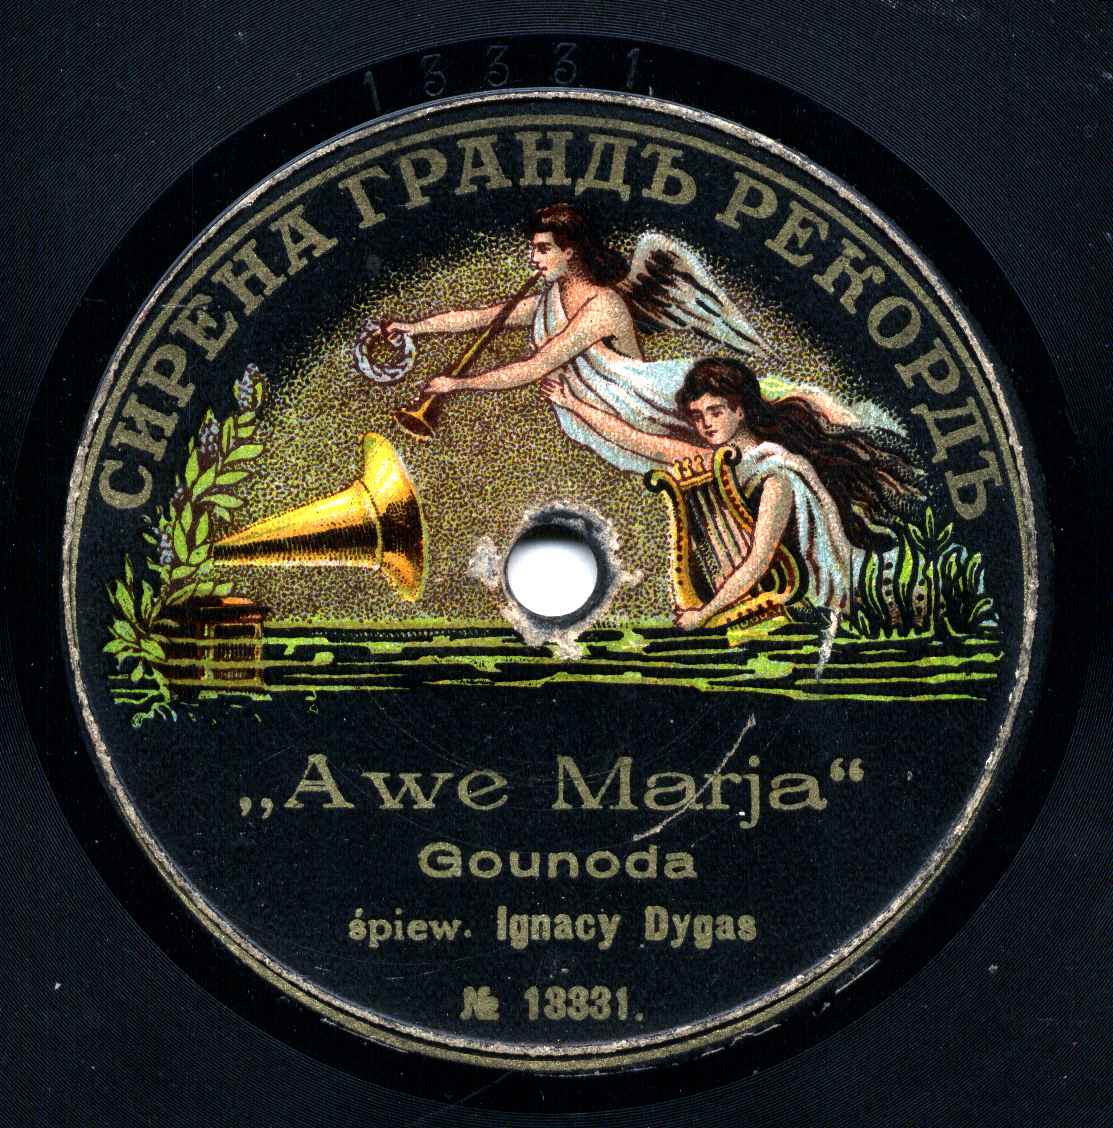 13331
СИРЕНА ГРАНДЪ РЕКОРДЪ
„Awe Marja“
Gounoda
śpiew. Ignacy Dygas
№ 13331.